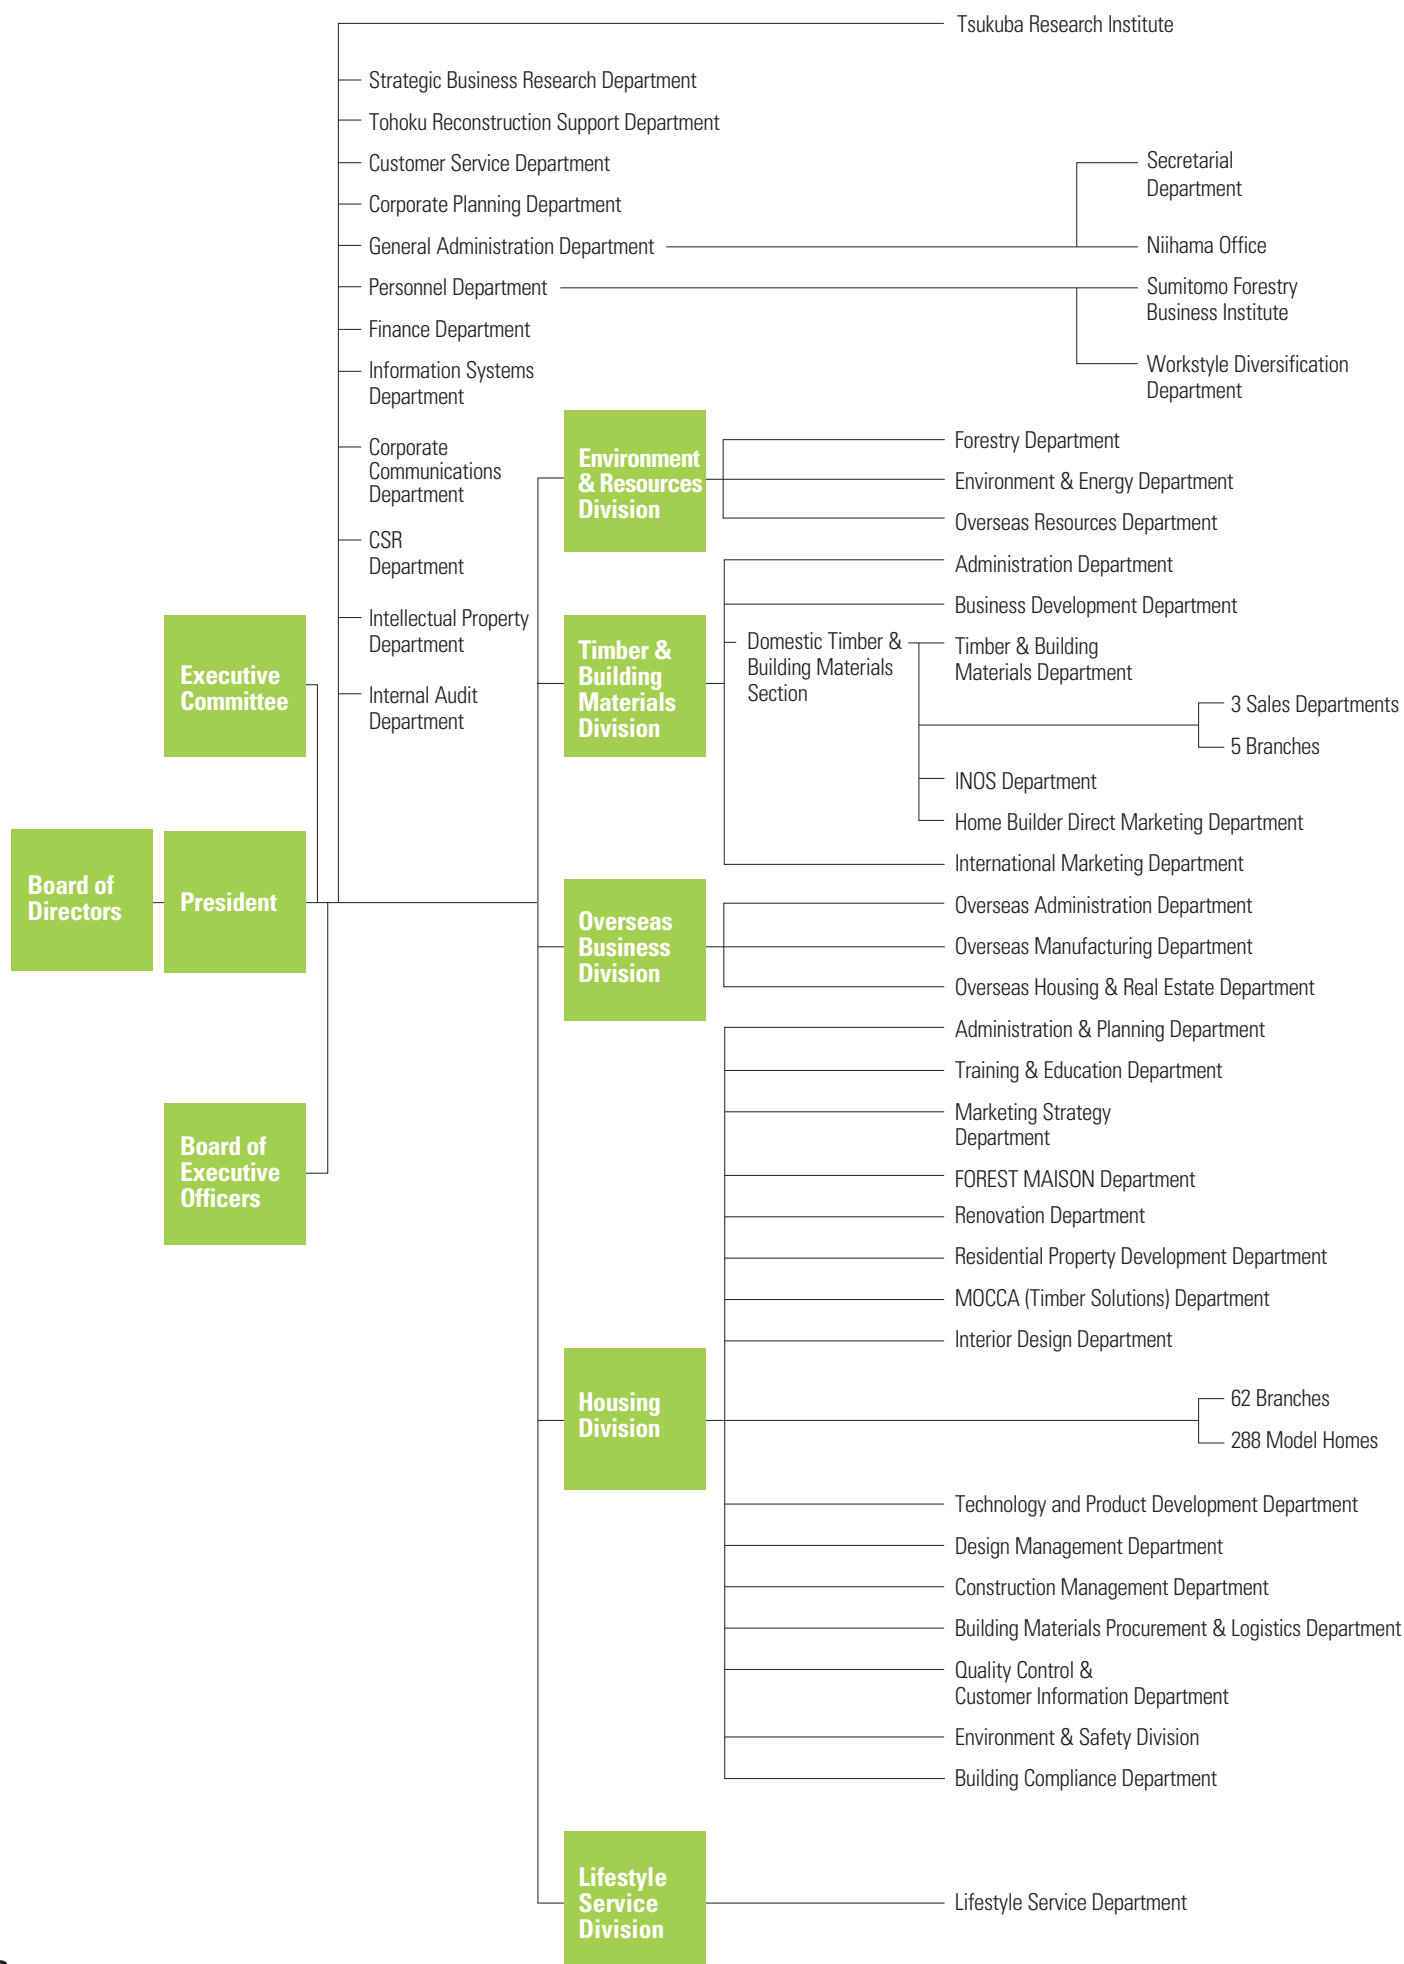 Tsukuba Research Institute
Strategic Business Research Department
Tohoku Reconstruction Support Department
Customer Service Department
Corporate Planning Department
General Administration Department
Secretarial
Department
Niihama Office
Personnel Department
Sumitomo Forestry
Business Institute
Workstyle Diversification
Department
Finance Department
Information Systems
Department
Corporate
Communications
Department
CSR
Department
Intellectual Property
Department
Internal Audit
Department
Executive
Committee
Board of
Directors
President
Board of
Executive
Officers
Environment
& Resources
Division
Forestry Department
Environment & Energy Department
Overseas Resources Department
Timber &
Building
Materials
Division
Administration Department
Business Development Department
Domestic Timber &
Building Materials
Section
Timber & Building
Materials Department
3 Sales Departments
5 Branches
INOS Department
Home Builder Direct Marketing Department
International Marketing Department
Overseas
Business
Division
Overseas Administration Department
Overseas Manufacturing Department
Overseas Housing & Real Estate Department
Housing
Division
Administration & Planning Department
Training & Education Department
Marketing Strategy
Department
FOREST MAISON Department
Renovation Department
Residential Property Development Department
MOCCA (Timber Solutions) Department
Interior Design Department
62 Branches
288 Model Homes
Technology and Product Development Department
Design Management Department
Construction Management Department
Building Materials Procurement & Logistics Department
Quality Control &
Customer Information Department
Environment & Safety Division
Building Compliance Department
Lifestyle
Service
Division
Lifestyle Service Department